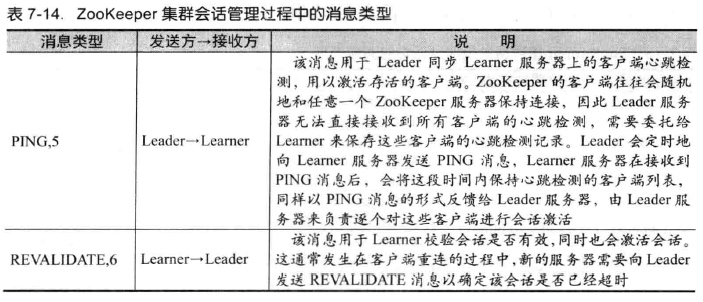 表 7-14. ZooKeeper 集群会话管理过程中的消息类型
消息类型 发送方→接收方 说 明
该消息用于 Leader 同步 Learner 服务器上的客户端心跳检
测，用以激活存活的客户端。ZooKeeper 的客户端往往会随机
地和任意一个 ZooKeeper 服务器保持连接，因此 Leader 服务
器无法直接接收到所有客户端的心跳检测，需要委托给
PING,5 Leader→Learner Learner 来保存这些客户端的心跳检测记录。Leader 会定时地
向 Learner 服务器发送 PING 消息，Learner 服务器在接收到
PING 消息后，会将这段时间内保持心跳检测的客户端列表，
同样以 PING 消息的形式反馈给 Leader 服务器，由 Leader 服
务器来负责逐个对这些客户端进行会话激活
该消息用于 Learner 校验会话是否有效，同时也会激活会话。
REVALIDATE,6 Learner→Leader 这通常发生在客户端重连的过程中，新的服务器需要向 Leader
发送 REVALIDATE 消息以确定该会话是否已经超时